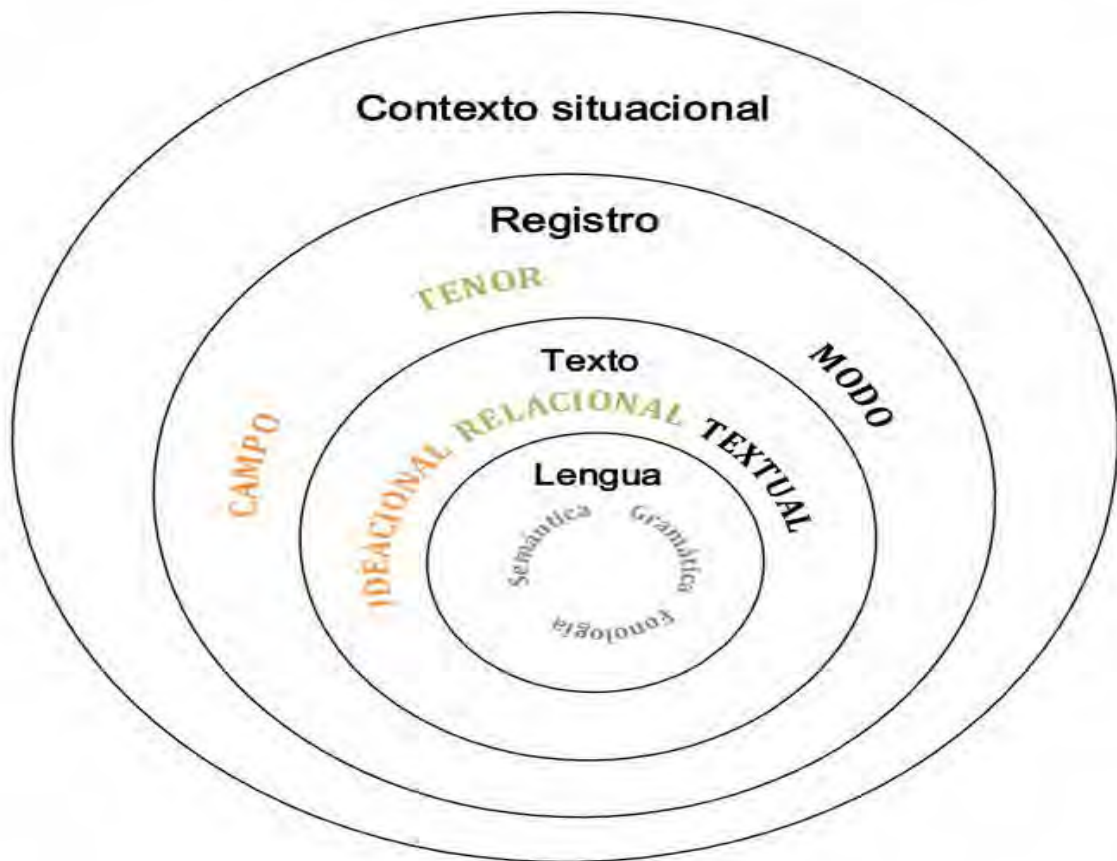 Contexto situacional
Registro
TENOR
CAMPO
MODO
Texto
IDEACIONAL
RELACIONAL
TEXTUAL
Lengua
Semántica
Gramática
Fonología